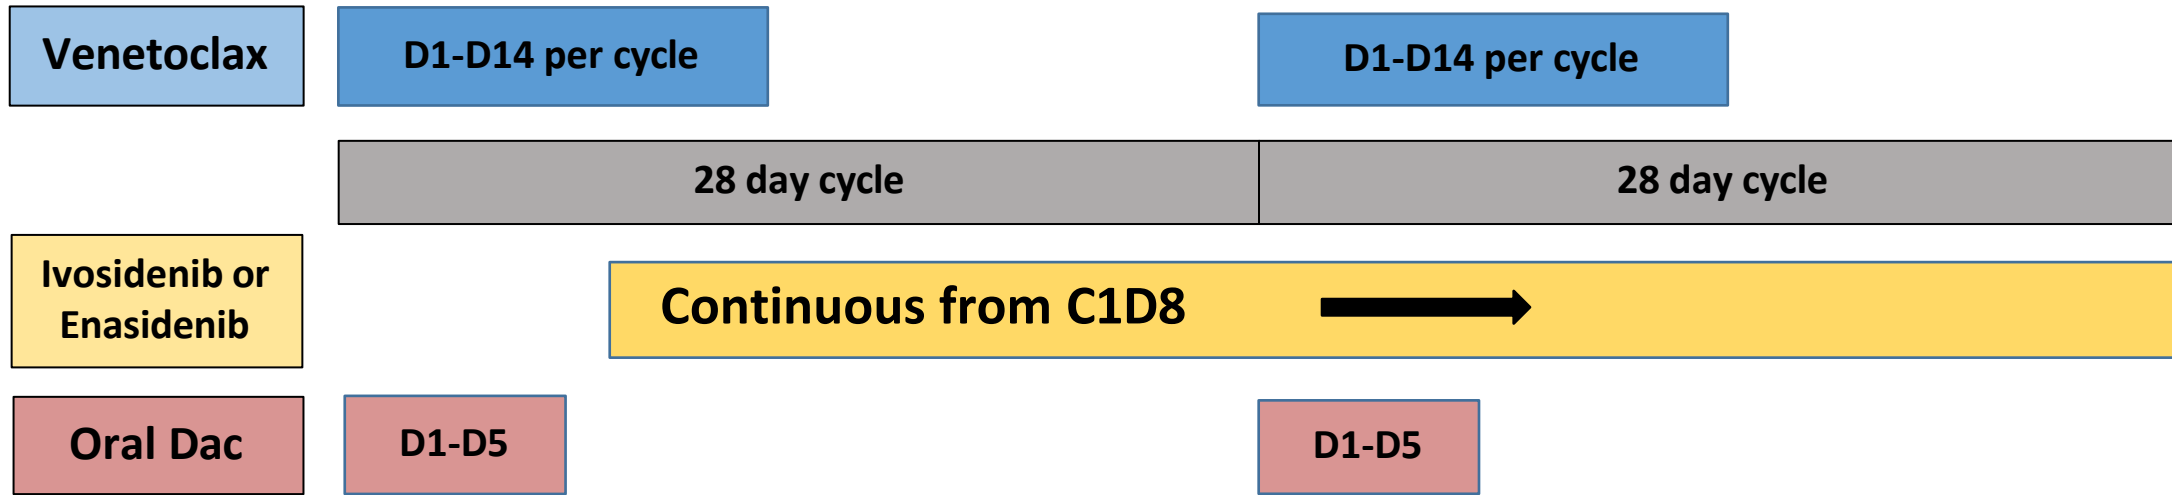 Venetoclax
D1-D14 per cycle
D1-D14 per cycle
28 day cycle
28 day cycle
Ivosidenib or
Enasidenib
Continuous from C1D8
Oral Dac
D1-D5
D1-D5